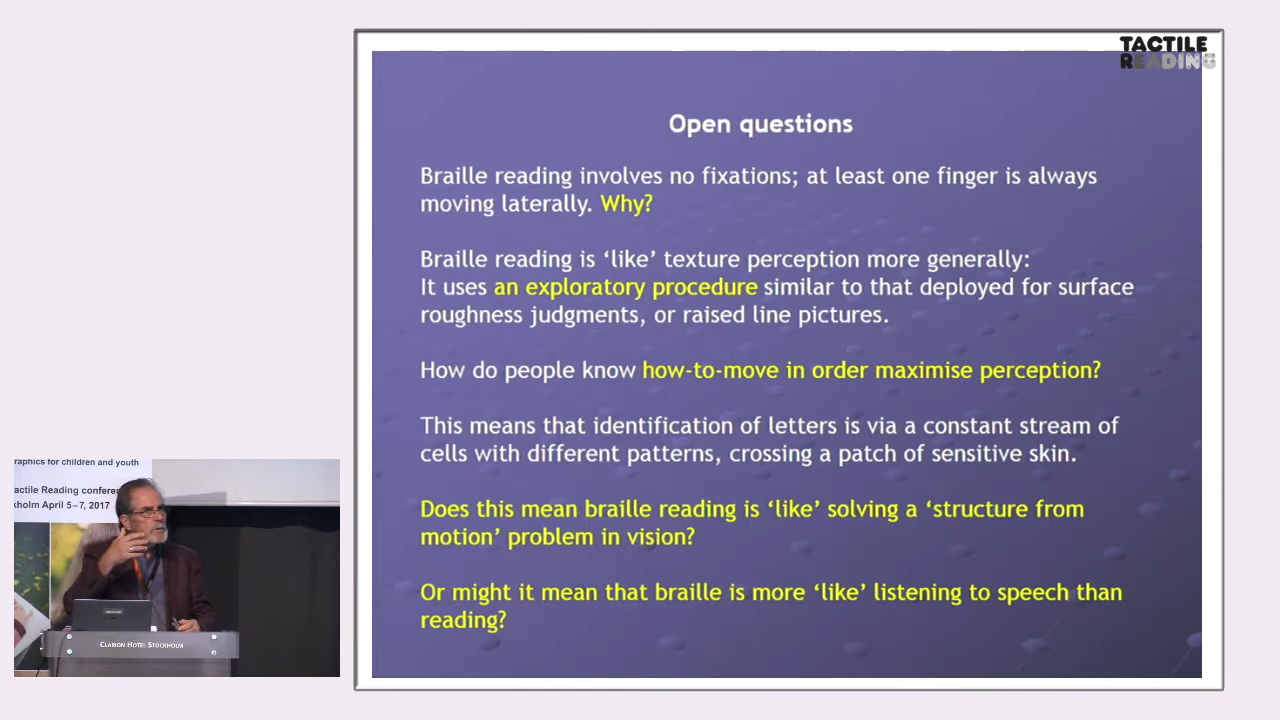 TACTILE
READING
Open questions
Braille reading involves no fixations; at least one finger is always
moving laterally. Why?
Braille reading is ‘like’ texture perception more generally:
It uses an exploratory procedure similar to that deployed for surface
roughness judgments, or raised line pictures.
How do people know how-to-move in order maximise perception?
This means that identification of letters is via a constant stream of
cells with different patterns, crossing a patch of sensitive skin.
Does this mean braille reading is ‘like’ solving a ‘structure from
motion’ problem in vision?
Or might it mean that braille is more ‘like’ listening to speech than
reading?
raphics for children and youth
actile Reading conferen
kholm April 5–7, 2017
CLARION HOTEL STOCKHOLM